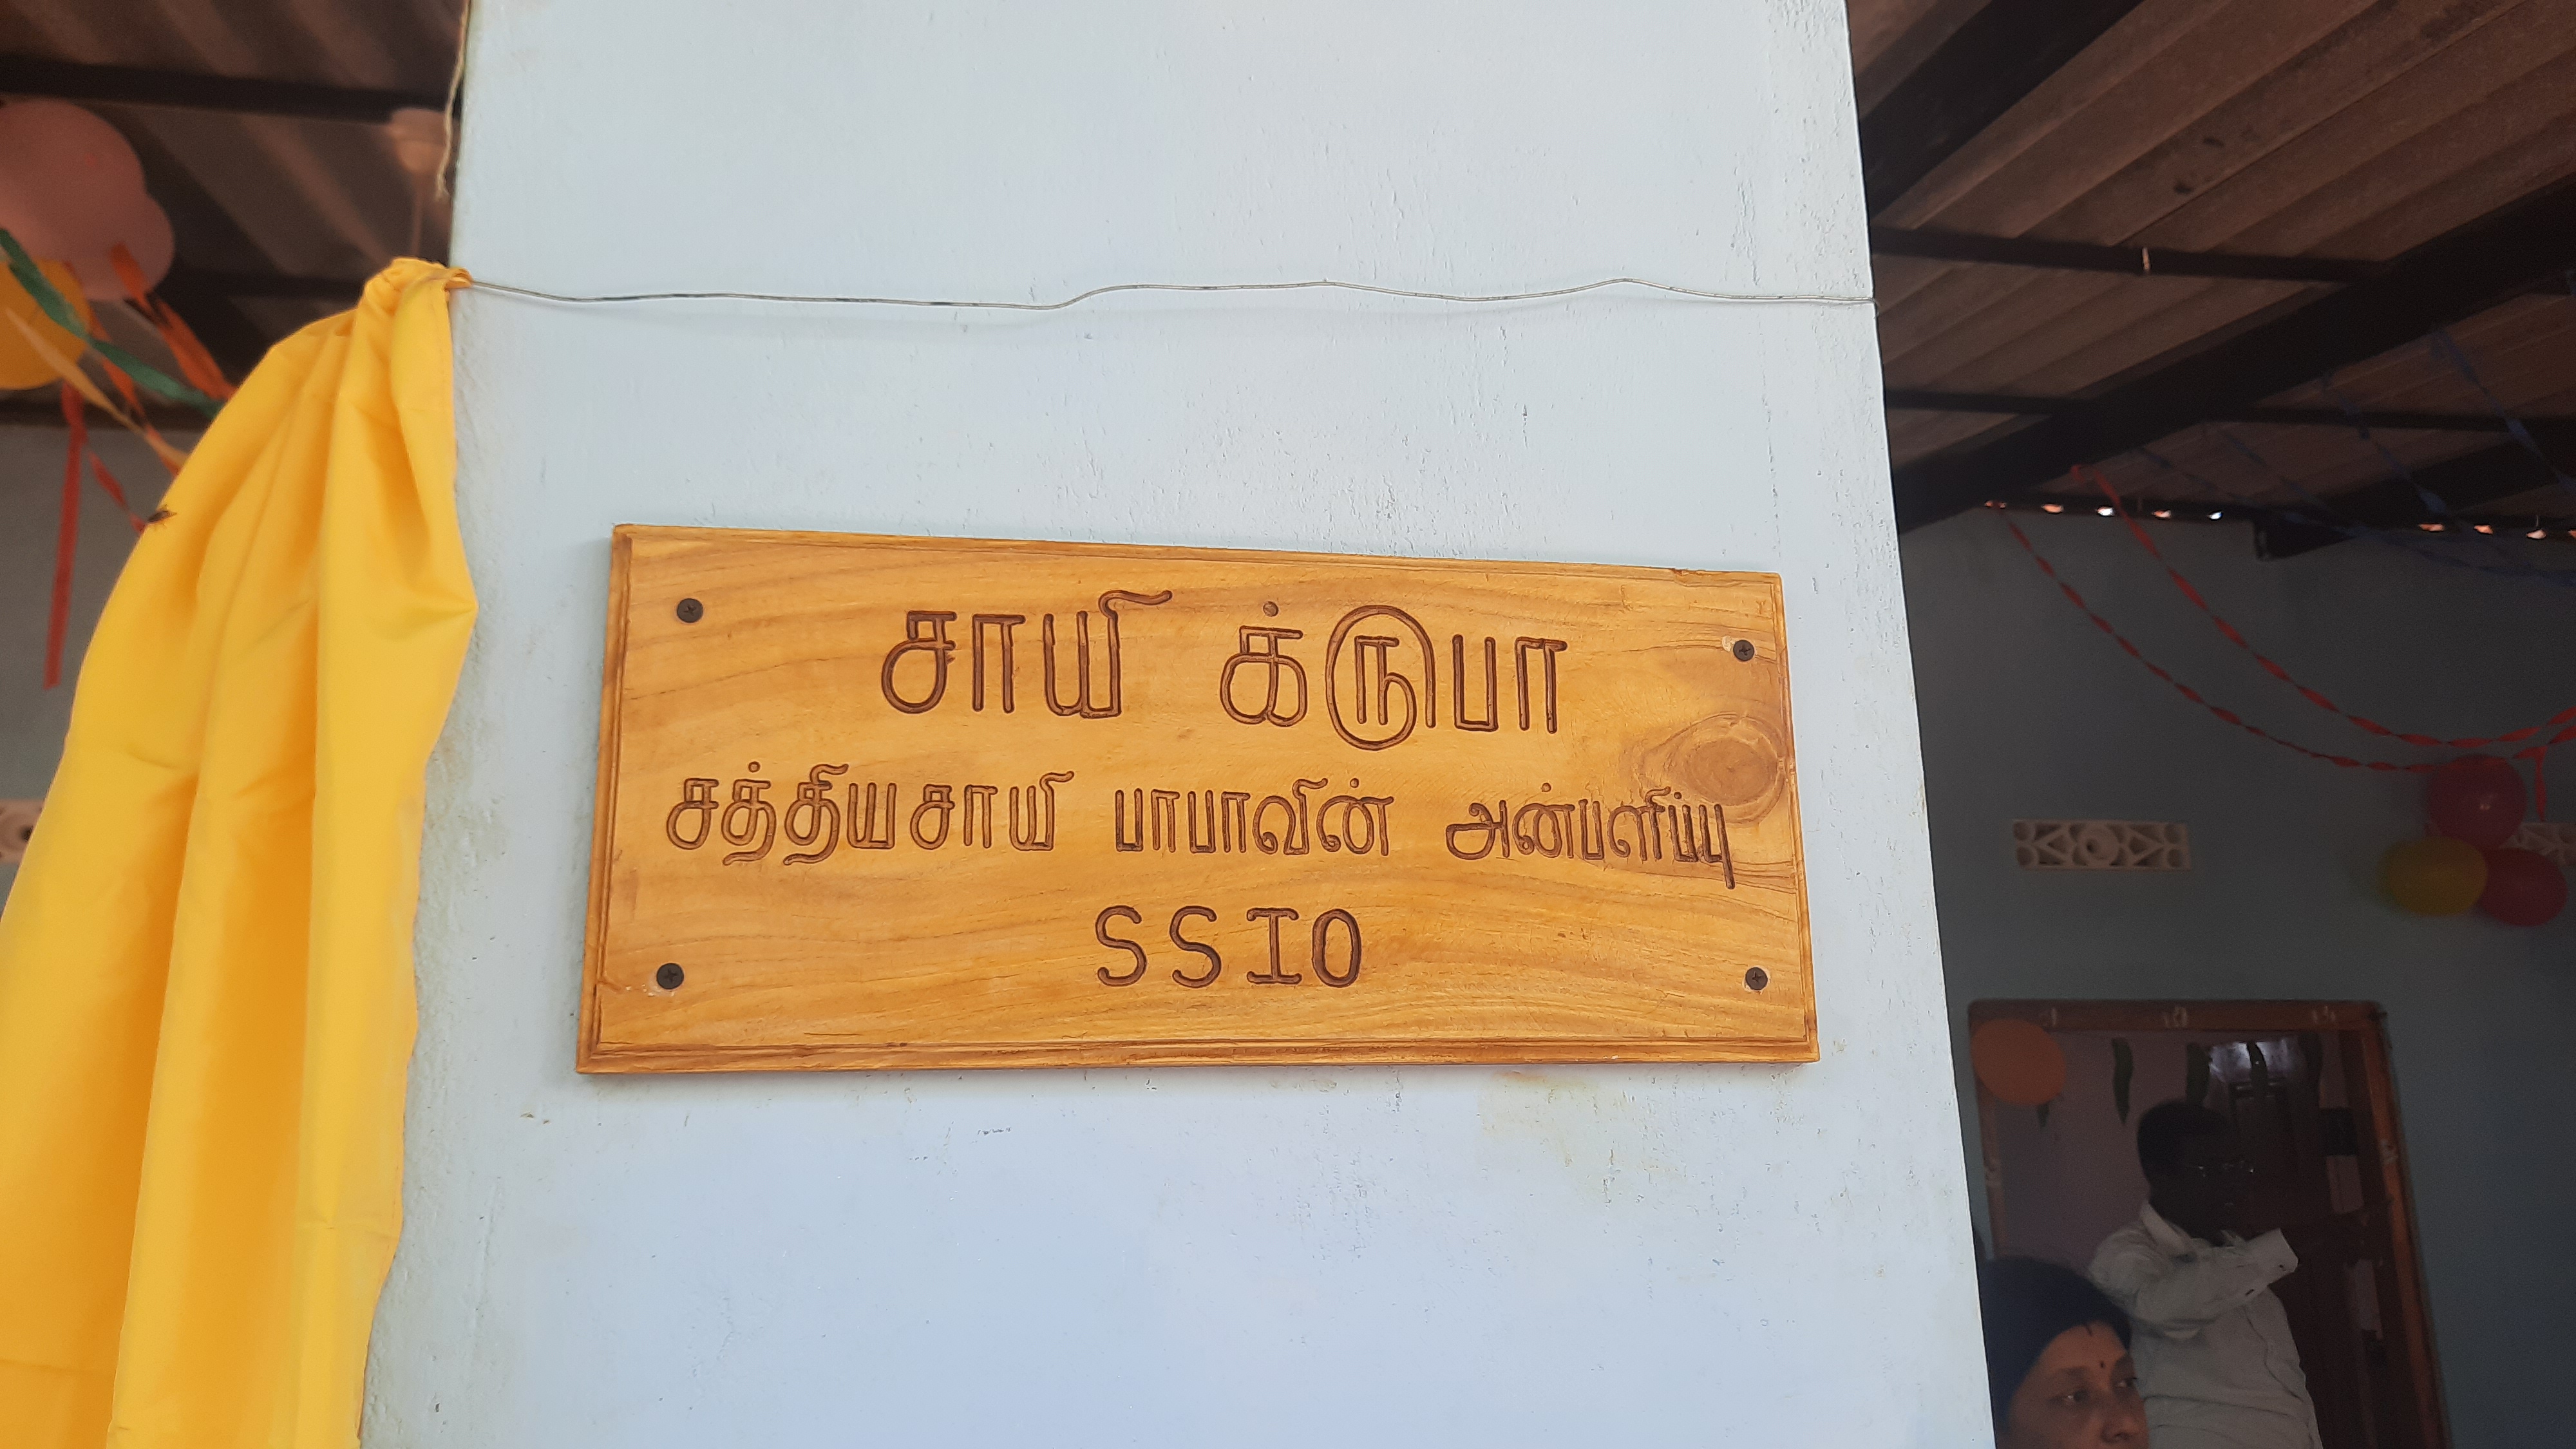 சாயி க்ருபா
சத்தியசாயி பாபாவின் அன்பளிப்பு
SSIO